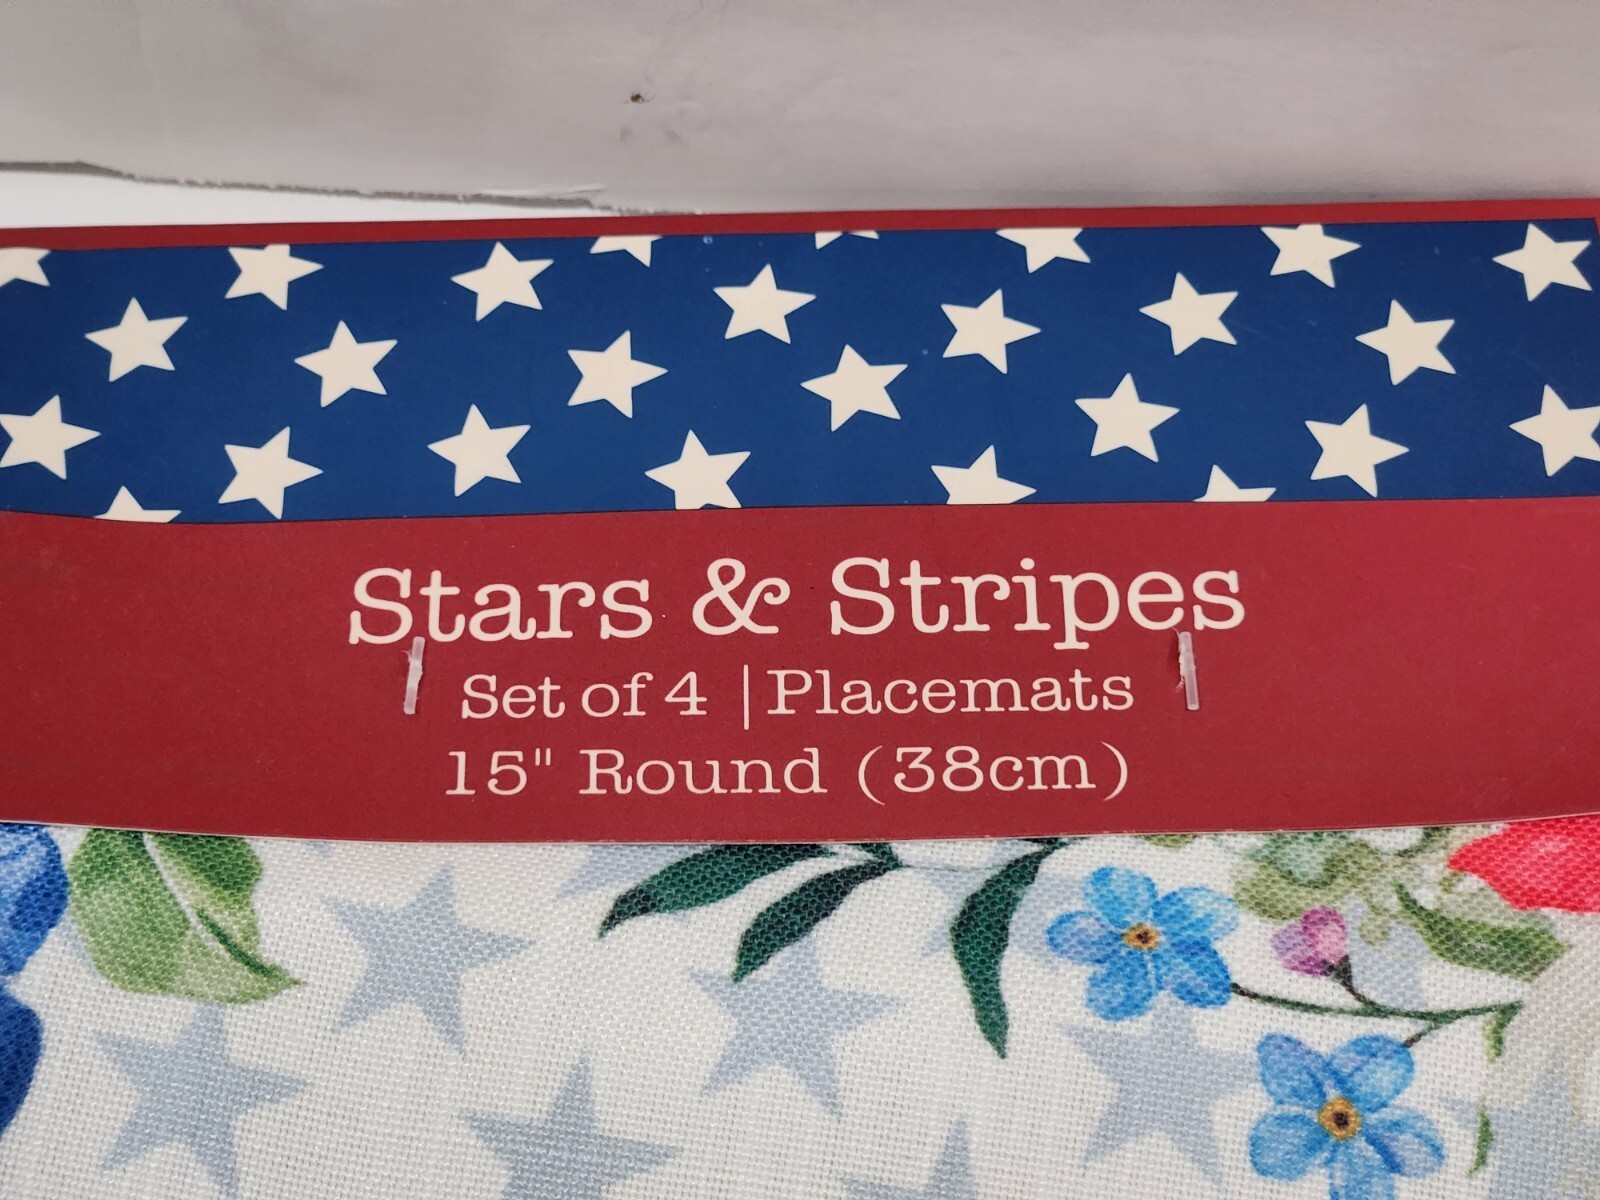 Stars & Stripes
Set of 4 | Placemats
15" Round (38cm)